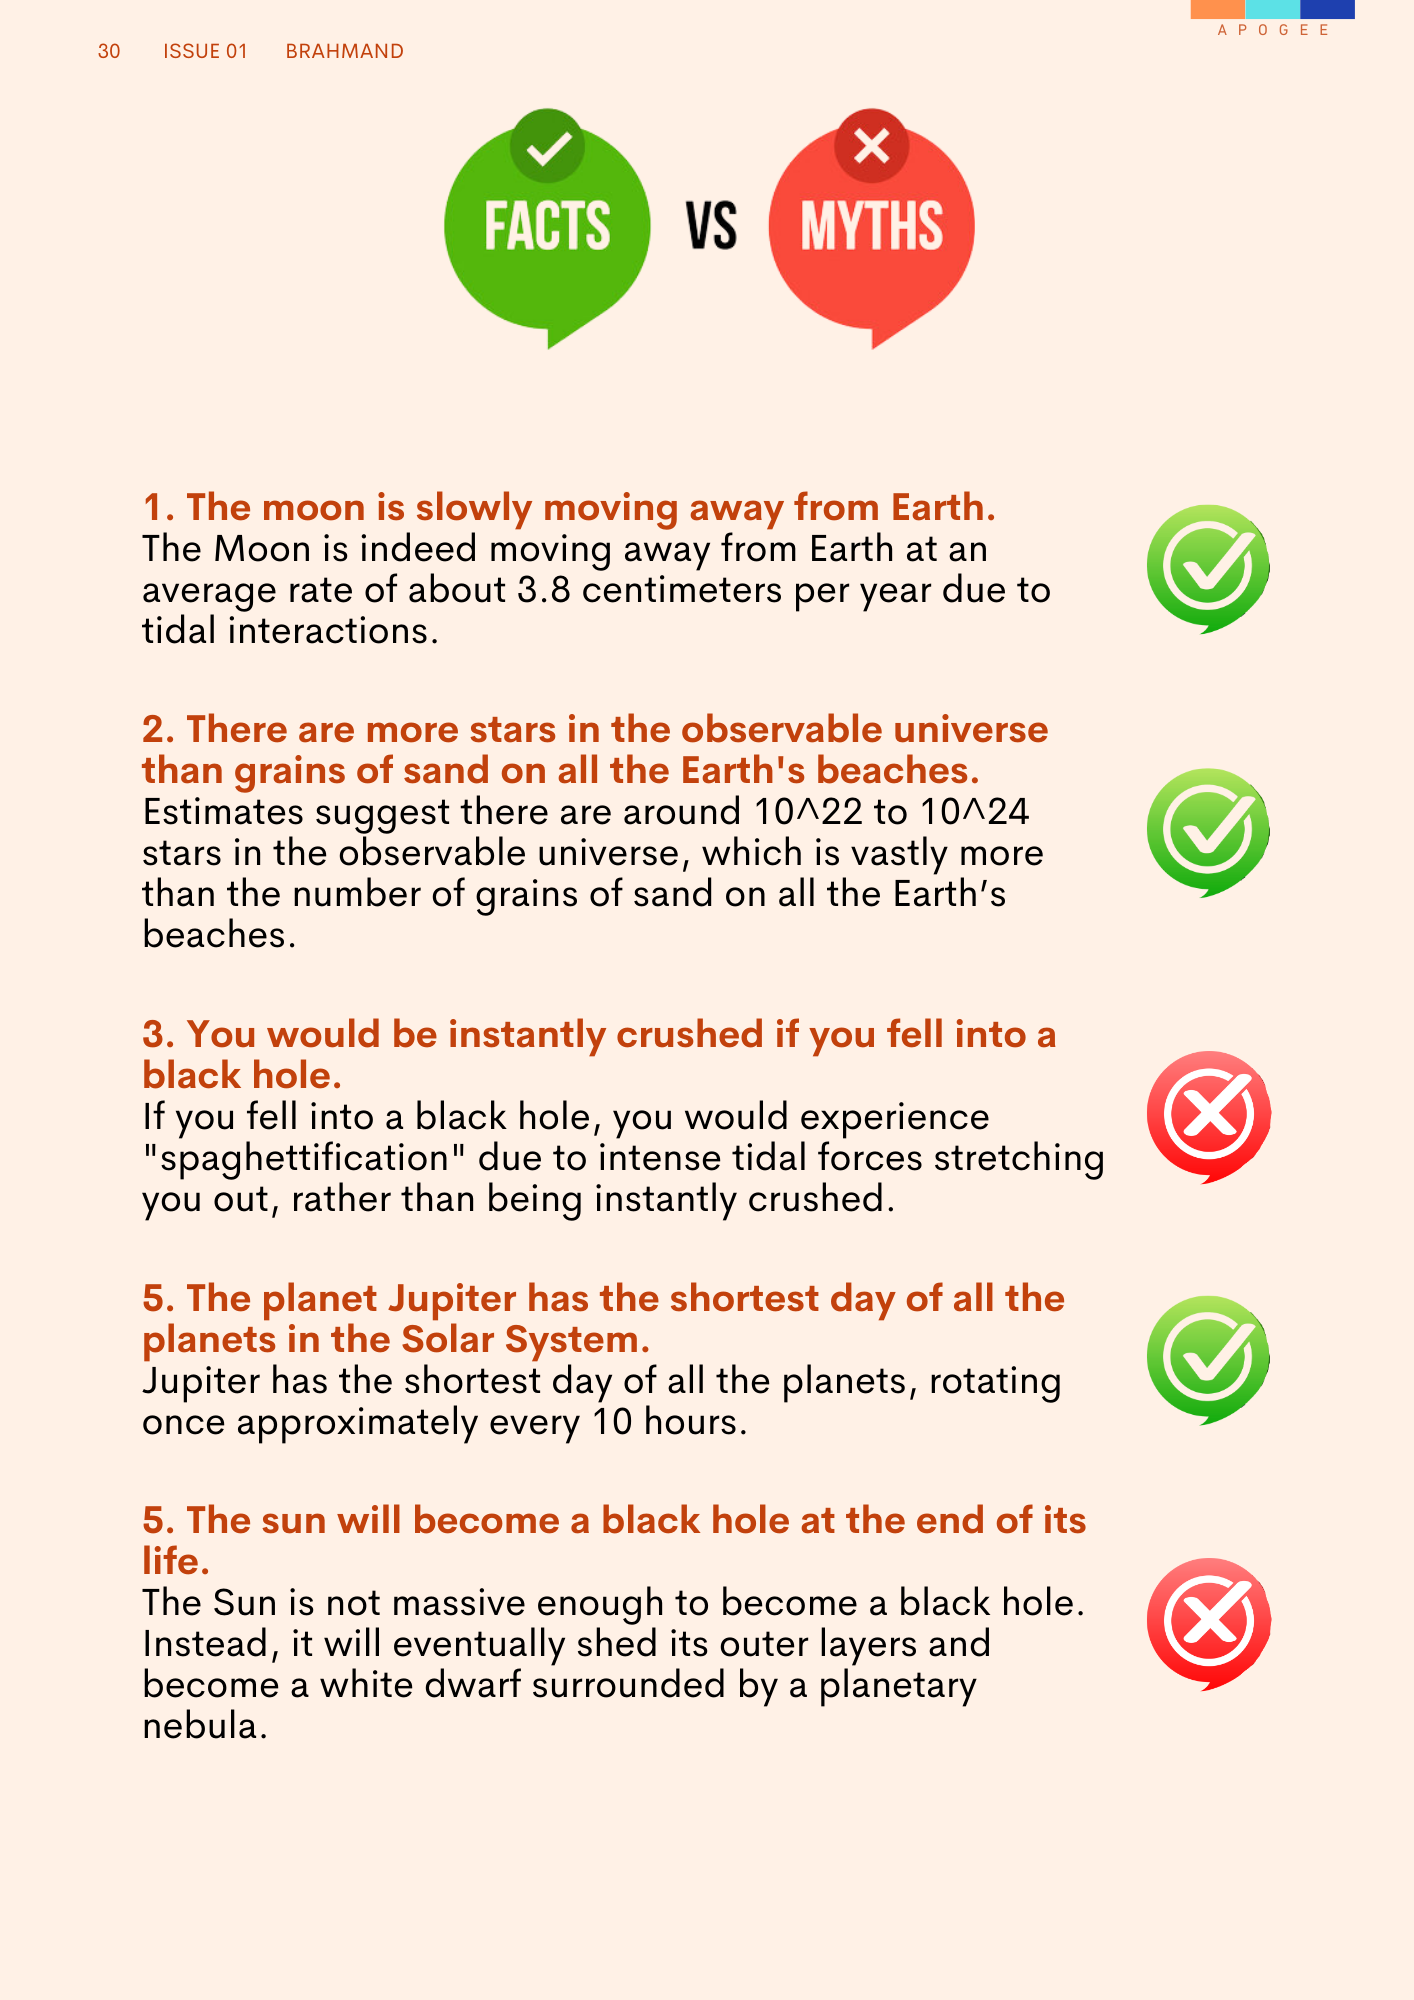 30 ISSUE 01 BRAHMAND
APOGEE
FACTS VS MYTHS
1. The moon is slowly moving away from Earth.
The Moon is indeed moving away from Earth at an
average rate of about 3.8 centimeters per year due to
tidal interactions.
2. There are more stars in the observable universe
than grains of sand on all the Earth's beaches.
Estimates suggest there are around 10^22 to 10^24
stars in the observable universe, which is vastly more
than the number of grains of sand on all the Earth’s
beaches.
3. You would be instantly crushed if you fell into a
black hole.
If you fell into a black hole, you would experience
"spaghettification" due to intense tidal forces stretching
you out, rather than being instantly crushed.
5. The planet Jupiter has the shortest day of all the
planets in the Solar System.
Jupiter has the shortest day of all the planets, rotating
once approximately every 10 hours.
5. The sun will become a black hole at the end of its
life.
The Sun is not massive enough to become a black hole.
Instead, it will eventually shed its outer layers and
become a white dwarf surrounded by a planetary
nebula.